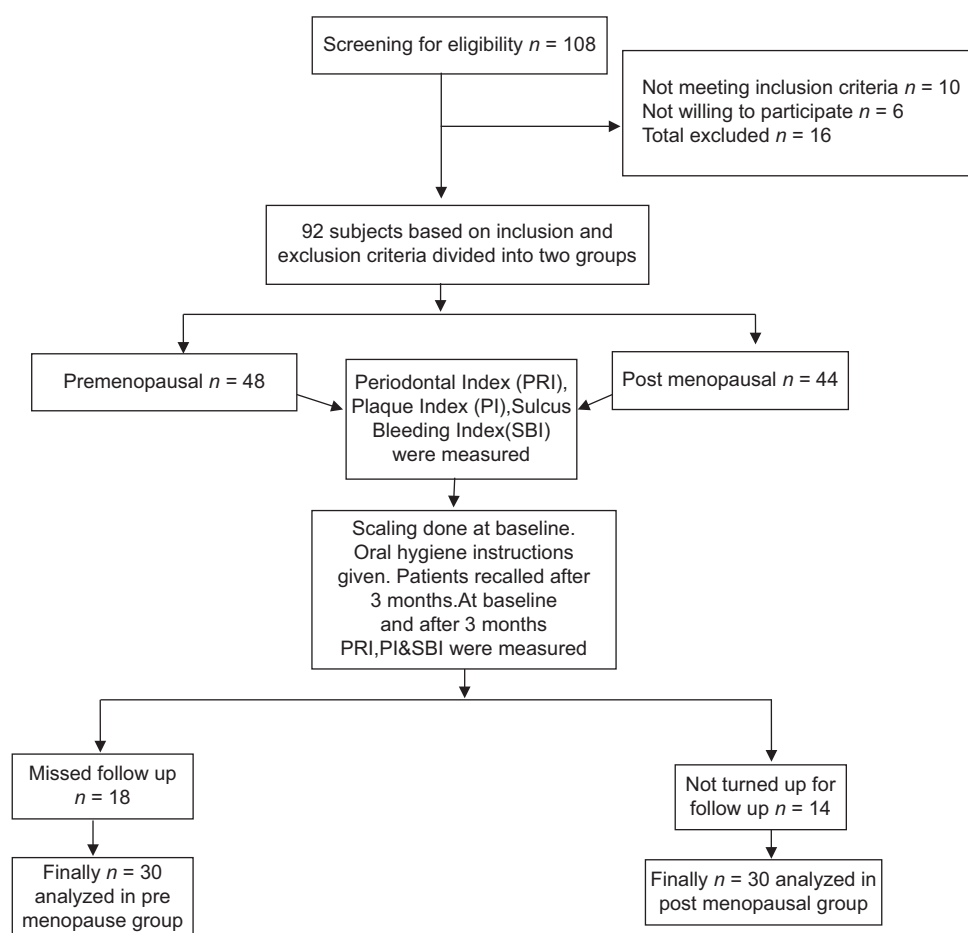 Screening for eligibility n = 108
Not meeting inclusion criteria n = 10
Not willing to participate n = 6
Total excluded n = 16
92 subjects based on inclusion and
exclusion criteria divided into two groups
Premenopausal n = 48
Periodontal Index (PRI),
Plaque Index (PI),Sulcus
Bleeding Index(SBI)
were measured
Post menopausal n = 44
Scaling done at baseline.
Oral hygiene instructions
given. Patients recalled after
3 months.At baseline
and after 3 months
PRI,PI&SBI were measured
Missed follow up
n = 18
Not turned up for
follow up n = 14
Finally n = 30
analyzed in pre
menopause group
Finally n = 30 analyzed in
post menopausal group